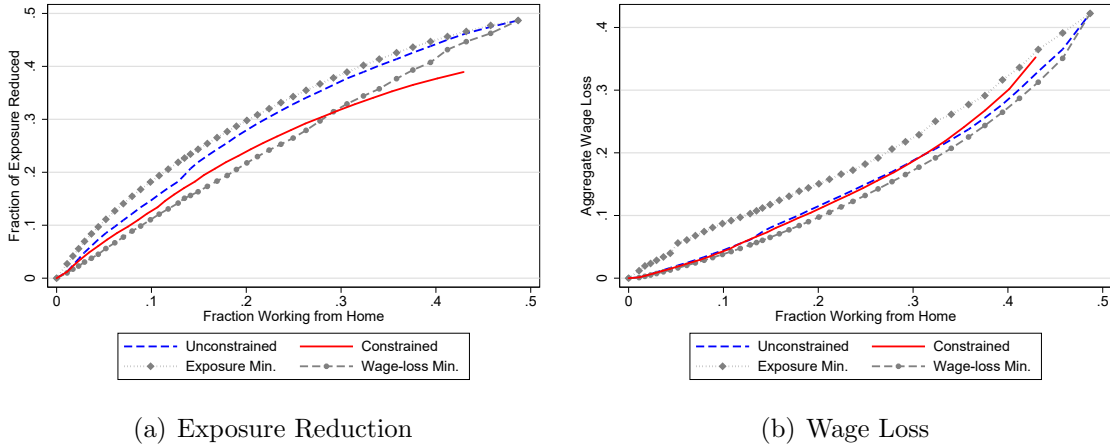 .5
.4
.3
.2
.1
0
Fraction of Exposure Reduced
0 .1 .2 .3 .4 .5
Fraction Working from Home
Unconstrained Constrained
Exposure Min. Wage-loss Min.
(a) Exposure Reduction
.4
.3
.2
.1
0
Aggregate Wage Loss
0 .1 .2 .3 .4 .5
Fraction Working from Home
Unconstrained Constrained
Exposure Min. Wage-loss Min.
(b) Wage Loss